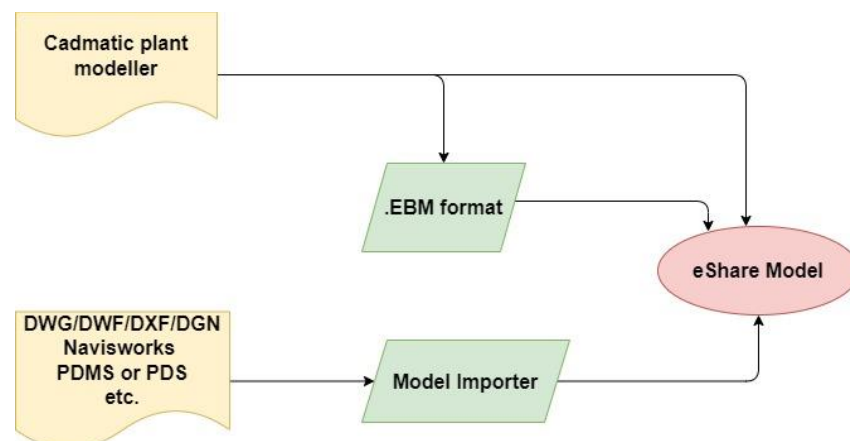 Cadmatic plant
modeller
.EBM format
eShare Model
DWG/DWF/DXF/DGN
Navisworks
PDMS or PDS
etc.
Model Importer